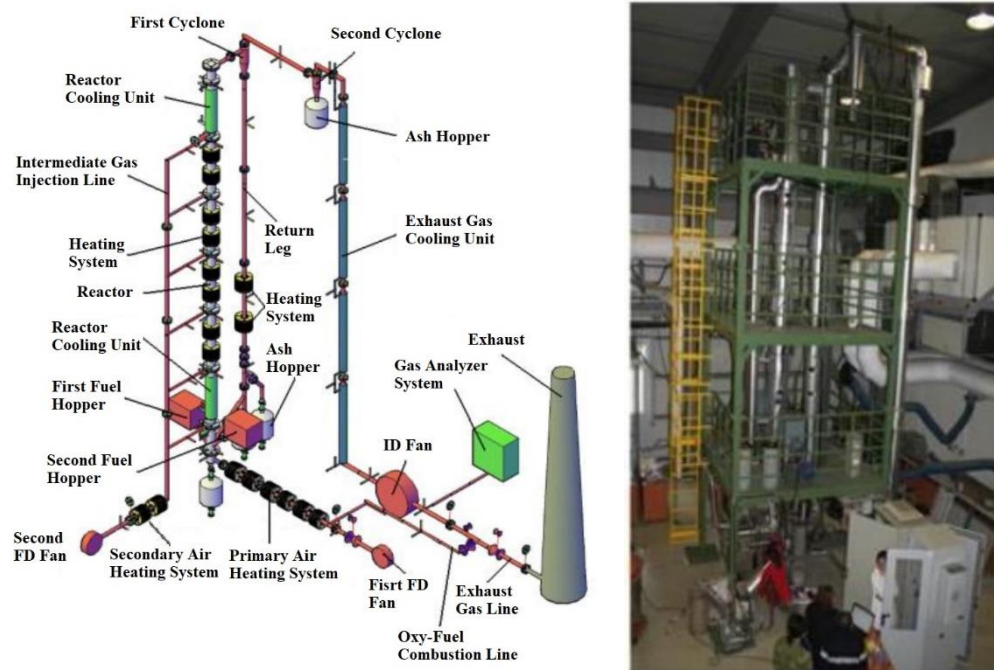 First Cyclone
Second Cyclone
Reactor
Cooling Unit
Ash Hopper
Intermediate Gas
Injection Line
Return
Leg
Exhaust Gas
Cooling Unit
Heating
System
Reactor
Heating
System
Exhaust
Reactor
Cooling Unit
Ash
Hopper
Gas Analyzer
System
First Fuel
Hopper
ID Fan
Second Fuel
Hopper
Second
FD Fan
Secondary Air
Heating System
Primary Air
Heating System
Fisrt FD
Fan
Exhaust
Gas Line
Oxy-Fuel
Combustion Line